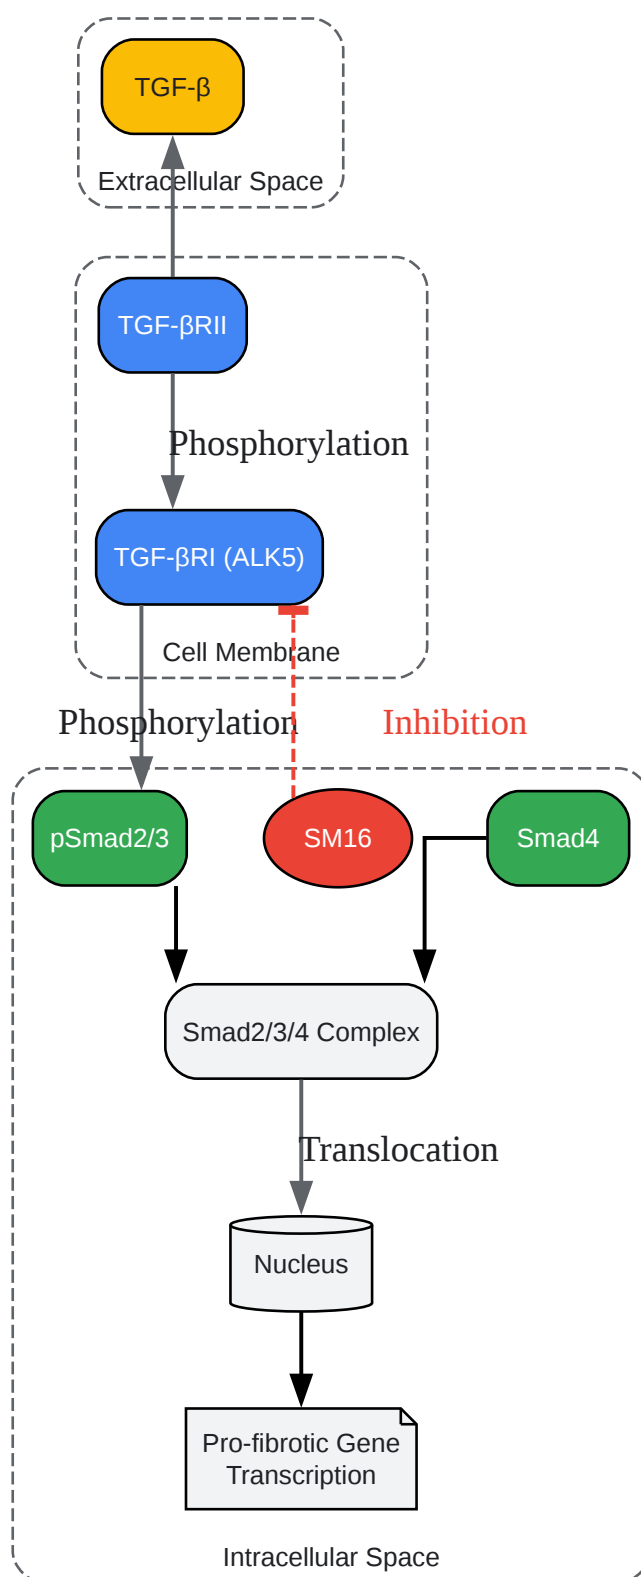 TGF-β
Extracellular Space
TGF-βRII
Phosphorylation
TGF-βRI (ALK5)
Cell Membrane
Phosphorylation
Inhibition
pSmad2/3
SM16
Smad4
Smad2/3/4 Complex
Translocation
Nucleus
Pro-fibrotic Gene
Transcription
Intracellular Space